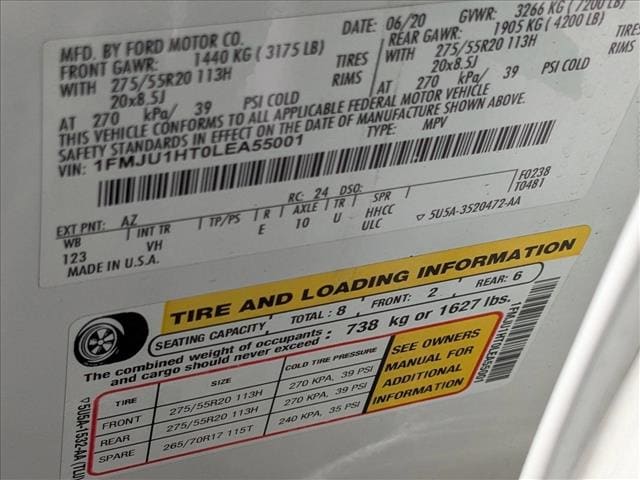 MFD. BY FORD MOTOR CO.
DATE: 06/20 GVWR: 3266 KG (7200 LB)
FRONT GAWR: 1440 KG (3175 LB) REAR GAWR: 1905 KG (4200 LB)
WITH 275/55R20 113H TIRES WITH 275/55R20 113H TIRES
20x8.5J RIMS 20x8.5J RIMS
AT 270 kPa/ 39 PSI COLD AT 270 kPa/ 39 PSI COLD
THIS VEHICLE CONFORMS TO ALL APPLICABLE FEDERAL MOTOR VEHICLE
SAFETY STANDARDS IN EFFECT ON THE DATE OF MANUFACTURE SHOWN ABOVE.
VIN: 1FMJU1HT0LEA55001 TYPE: MPV
EXT PNT: AZ RC: 24 DSO: F0238
WB INT TR TP/PS R AXLE TR SPR T0481
123 VH E 10 U HHCC
ULC ▽5U5A-3520472-AA
MADE IN U.S.A.
TIRE AND LOADING INFORMATION
SEATING CAPACITY TOTAL: 8 FRONT: 2 REAR: 6
The combined weight of occupants and cargo should never exceed: 738 kg or 1627 lbs.
TIRE SIZE COLD TIRE PRESSURE
FRONT 275/55R20 113H 270 KPA, 39 PSI
REAR 275/55R20 113H 270 KPA, 39 PSI
SPARE 265/70R17 115T 240 KPA, 35 PSI
SEE OWNERS
MANUAL FOR
ADDITIONAL
INFORMATION
1FMJU1HT0LEA55001
▽5U5A-1532-AA